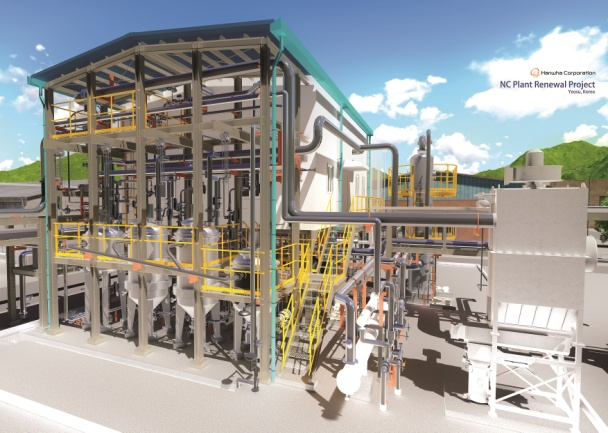 Hanwha Corporation
NC Plant Renewal Project
Yeosu, Korea